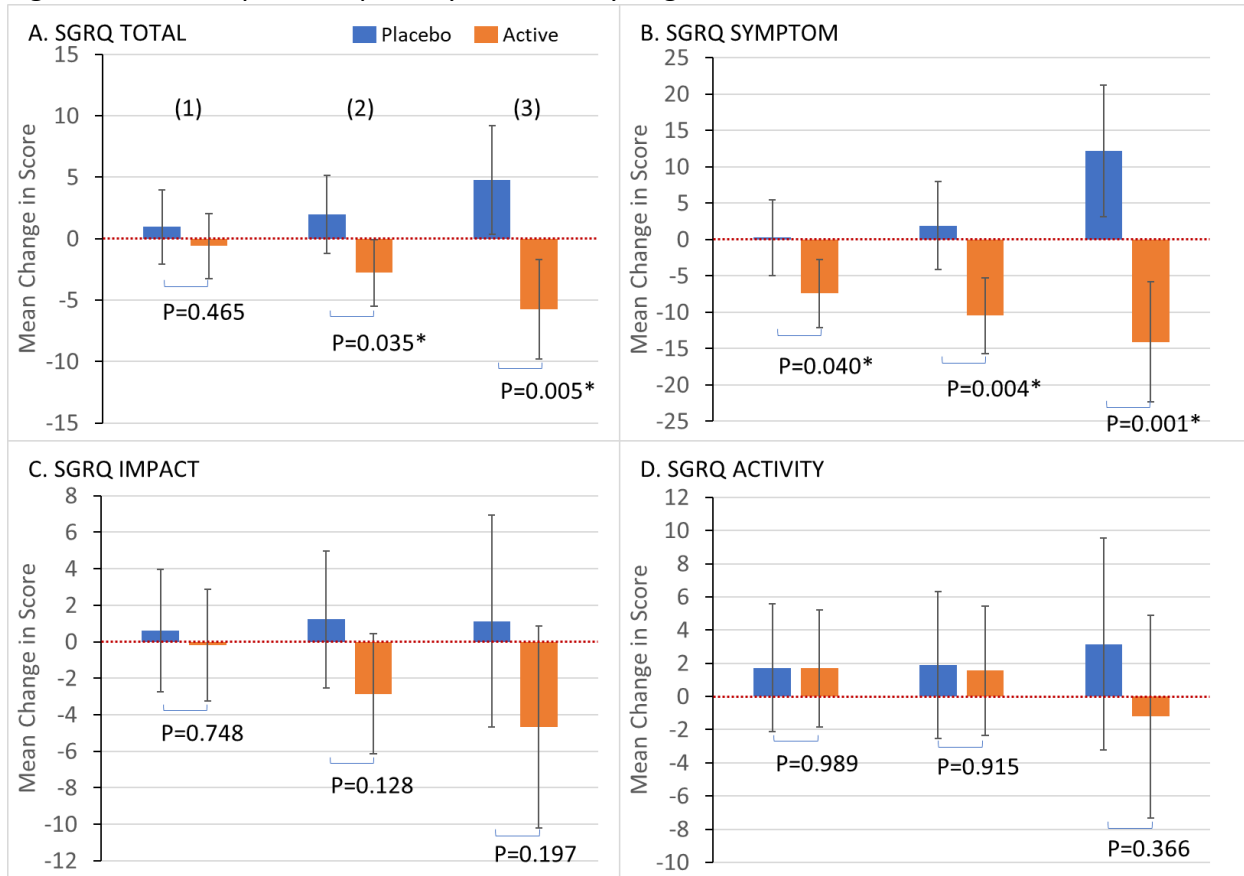 A. SGRQ TOTAL
Placebo Active
15
10
5
0
-5
-10
-15
Mean Change in Score
(1) (2) (3)
P=0.465
P=0.035*
P=0.005*
B. SGRQ SYMPTOM
25
20
15
10
5
0
-5
-10
-15
-20
-25
Mean Change in Score
P=0.040*
P=0.004*
P=0.001*
C. SGRQ IMPACT
8
6
4
2
0
-2
-4
-6
-8
-10
-12
Mean Change in Score
P=0.748
P=0.128
P=0.197
D. SGRQ ACTIVITY
12
10
8
6
4
2
0
-2
-4
-6
-8
-10
Mean Change in Score
P=0.989
P=0.915
P=0.366